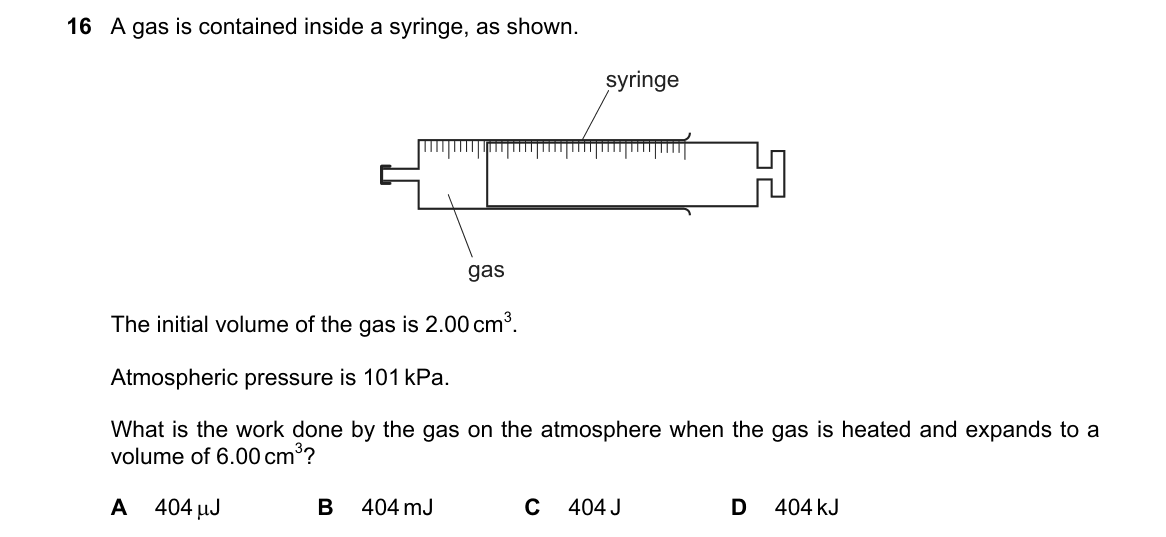 16 A gas is contained inside a syringe, as shown.
syringe
gas
The initial volume of the gas is 2.00 cm³.
Atmospheric pressure is 101 kPa.
What is the work done by the gas on the atmosphere when the gas is heated and expands to a
volume of 6.00 cm³?
A 404 μJ B 404 mJ C 404 J D 404 kJ